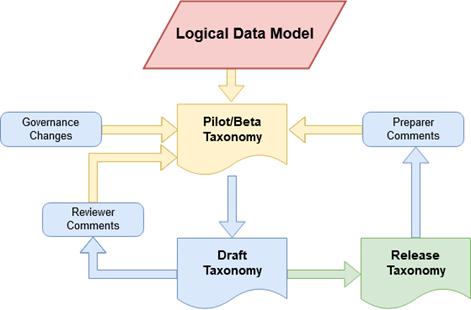 Logical Data Model
Governance
Changes
Pilot/Beta
Taxonomy
Preparer
Comments
Reviewer
Comments
Draft
Taxonomy
Release
Taxonomy